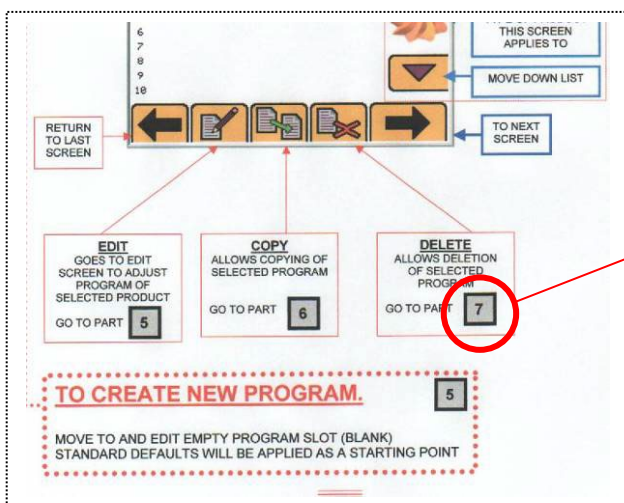 6
7
8
9
10
THIS SCREEN
APPLIES TO
MOVE DOWN LIST
RETURN
TO LAST
SCREEN
TO NEXT
SCREEN
EDIT
GOES TO EDIT
SCREEN TO ADJUST
PROGRAM OF
SELECTED PRODUCT
GO TO PART 5
COPY
ALLOWS COPYING OF
SELECTED PROGRAM
GO TO PART 6
DELETE
ALLOWS DELETION
OF SELECTED
PROGRAM
GO TO PART 7
TO CREATE NEW PROGRAM. 5
MOVE TO AND EDIT EMPTY PROGRAM SLOT (BLANK)
STANDARD DEFAULTS WILL BE APPLIED AS A STARTING POINT